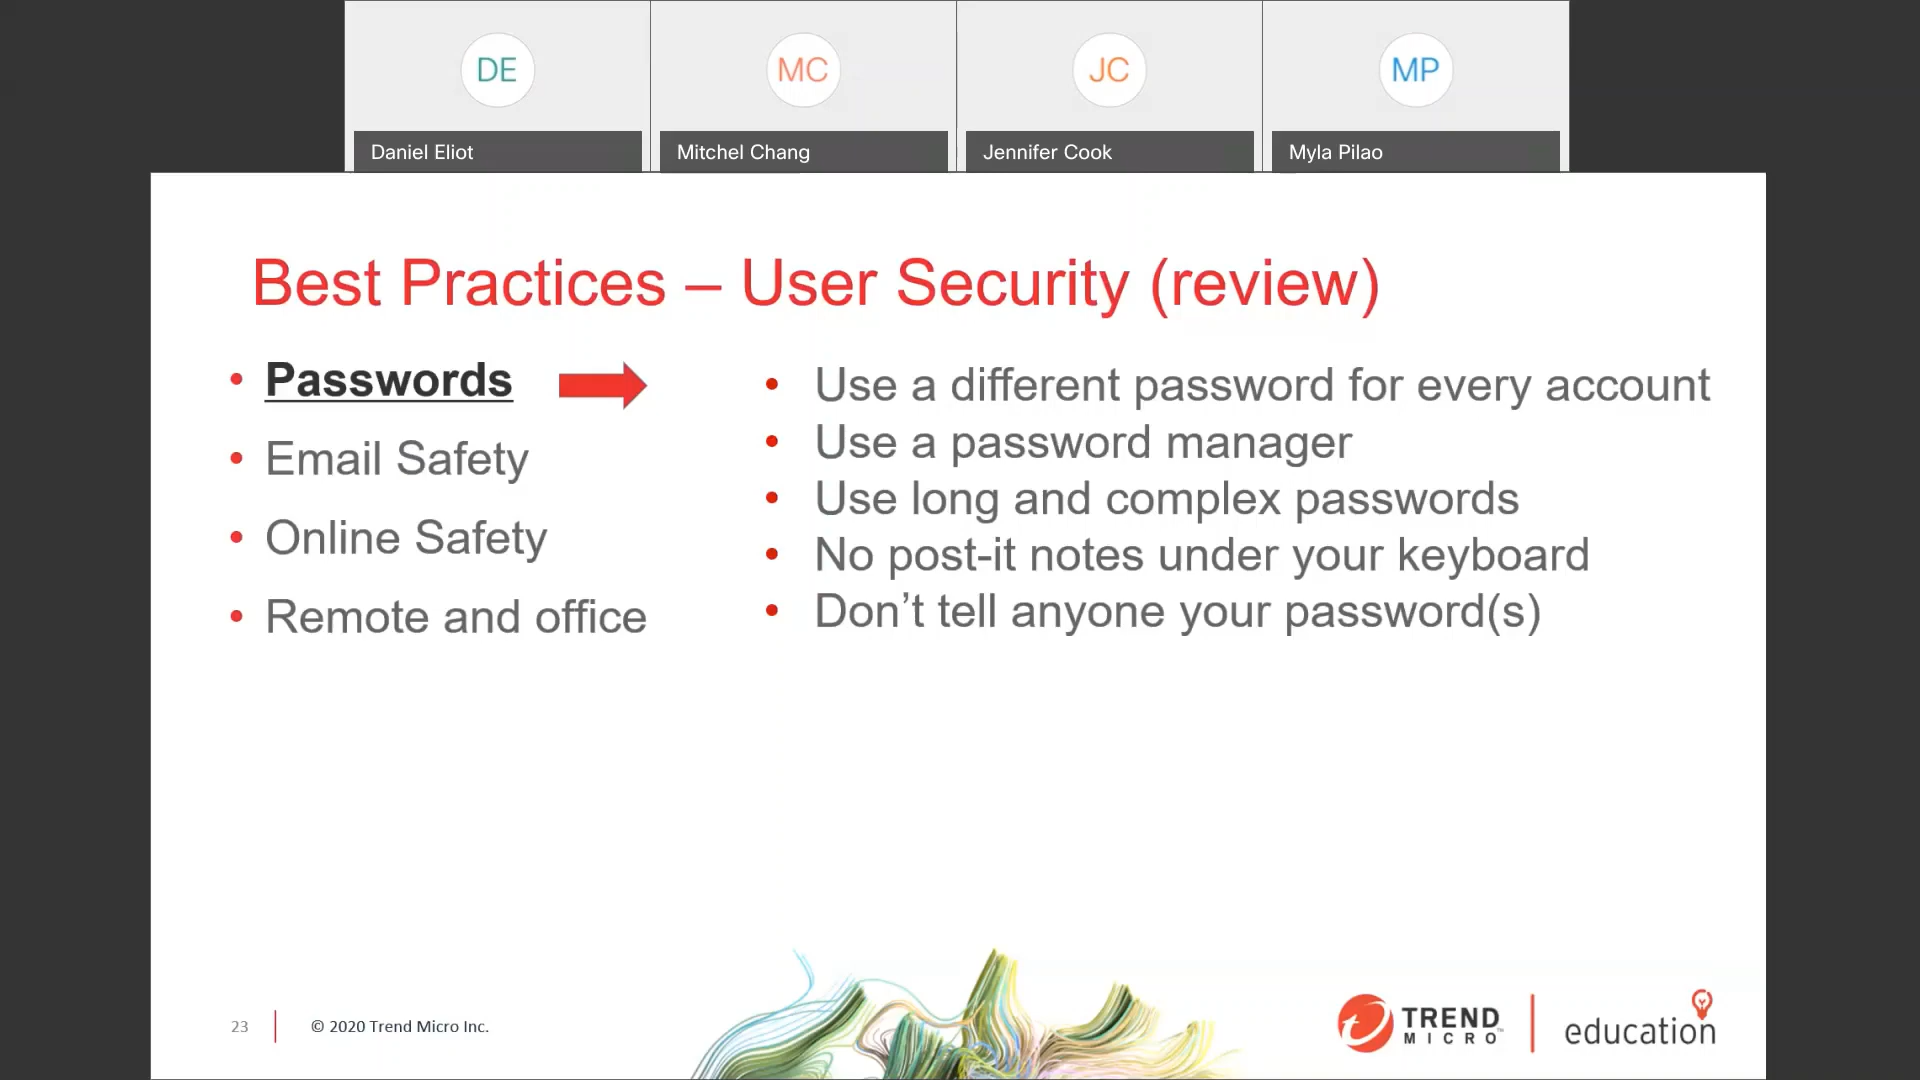 DE
MC
JC
MP
Daniel Eliot
Mitchel Chang
Jennifer Cook
Myla Pilao
Best Practices – User Security (review)
• Passwords
• Email Safety
• Online Safety
• Remote and office
• Use a different password for every account
• Use a password manager
• Use long and complex passwords
• No post-it notes under your keyboard
• Don’t tell anyone your password(s)
23
© 2020 Trend Micro Inc.
TREND
MICRO™
education